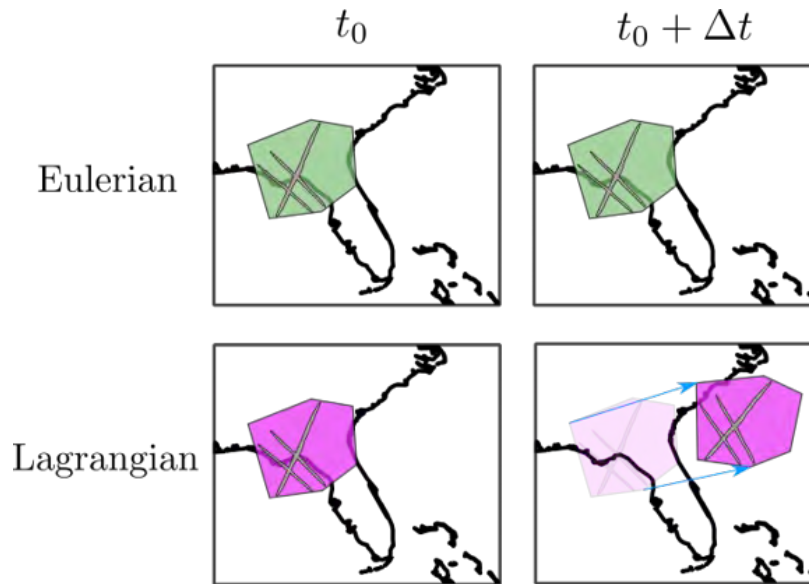 t₀ t₀ + Δt
Eulerian
Lagrangian